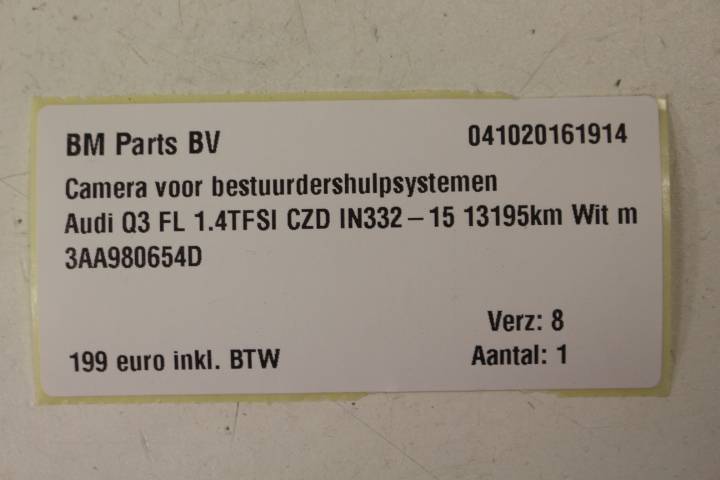 BM Parts BV 041020161914
Camera voor bestuurdershulpsystemen
Audi Q3 FL 1.4TFSI CZD IN332-15 13195km Wit m
3AA980654D
Verz: 8
199 euro inkl. BTW Aantal: 1